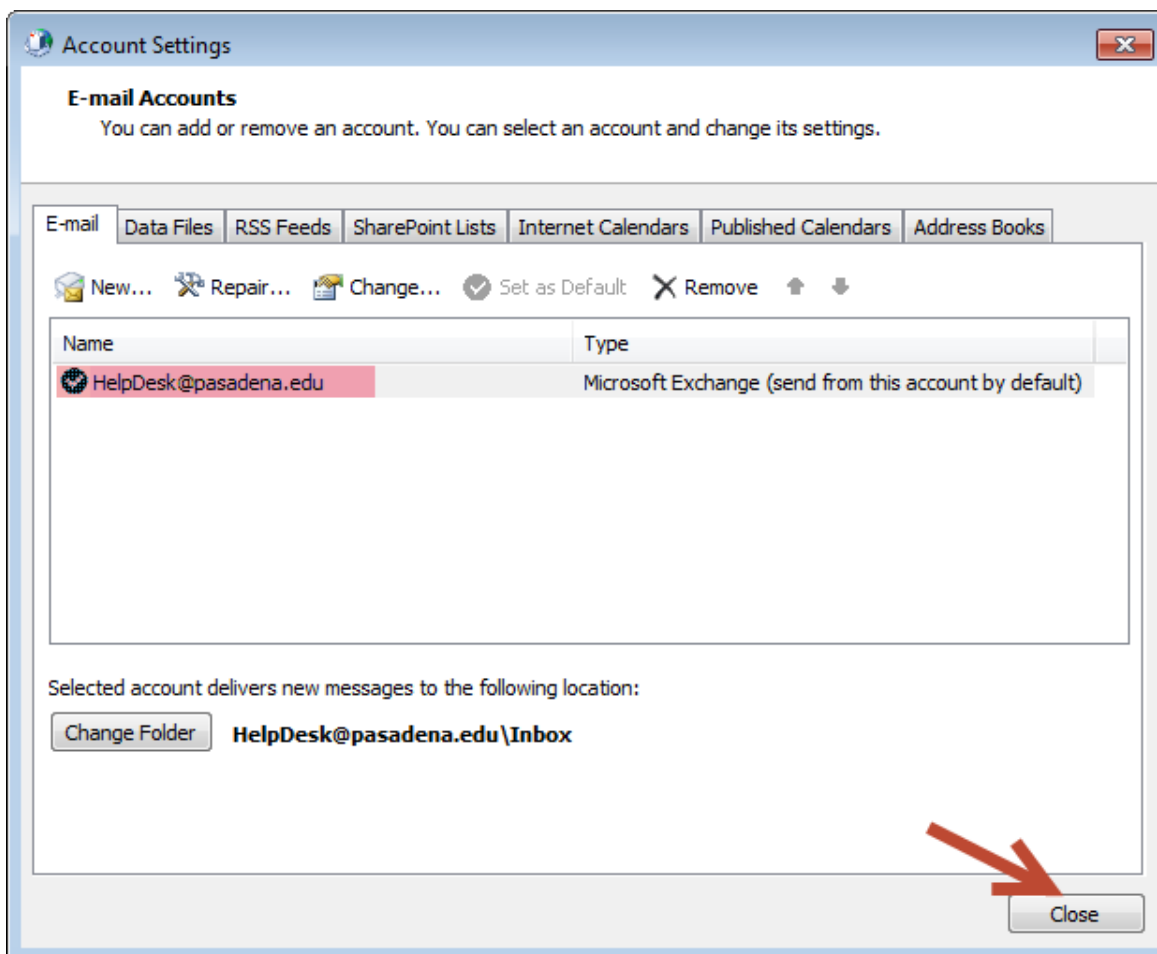 Account Settings
E-mail Accounts
You can add or remove an account. You can select an account and change its settings.
E-mail Data Files RSS Feeds SharePoint Lists Internet Calendars Published Calendars Address Books
New... Repair... Change... Set as Default Remove
Name Type
HelpDesk@pasadena.edu Microsoft Exchange (send from this account by default)
Selected account delivers new messages to the following location:
Change Folder HelpDesk@pasadena.edu\Inbox
Close